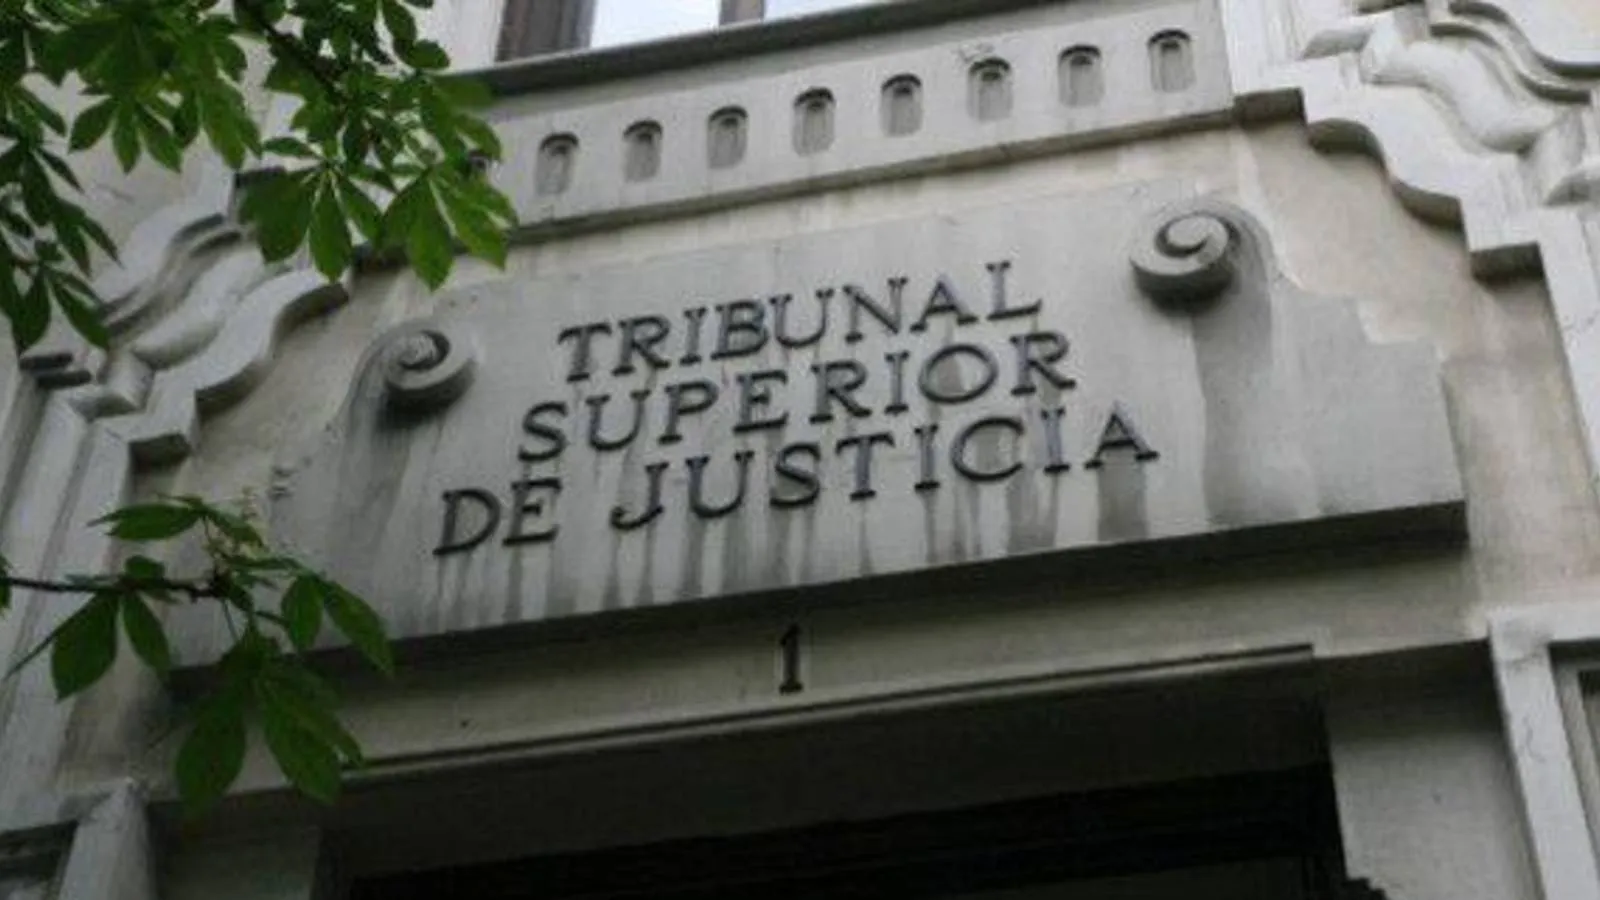 TRIBUNAL
SUPERIOR
DE JUSTICIA
1